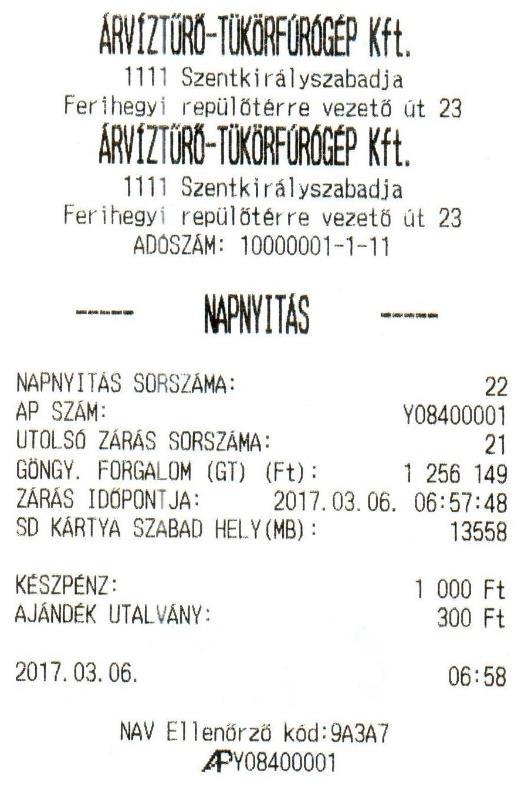 ÁRVÍZTŰRŐ-TÜKÖRFÚRÓGÉP Kft.
1111 Szentkirályszabadja
Ferihegyi repülőtérre vezető út 23
ÁRVÍZTŰRŐ-TÜKÖRFÚRÓGÉP Kft.
1111 Szentkirályszabadja
Ferihegyi repülőtérre vezető út 23
ADÓSZÁM: 10000001-1-11
---- NAPNYITÁS ----
NAPNYITÁS SORSZÁMA: 22
AP SZÁM: Y08400001
UTOLSÓ ZÁRÁS SORSZÁMA: 21
GÖNGY. FORGALOM (GT) (Ft): 1 256 149
ZÁRÁS IDŐPONTJA: 2017.03.06. 06:57:48
SD KÁRTYA SZABAD HELY(MB): 13558
KÉSZPÉNZ: 1 000 Ft
AJÁNDÉK UTALVÁNY: 300 Ft
2017.03.06. 06:58
NAV Ellenőrző kód:9A3A7
APY08400001